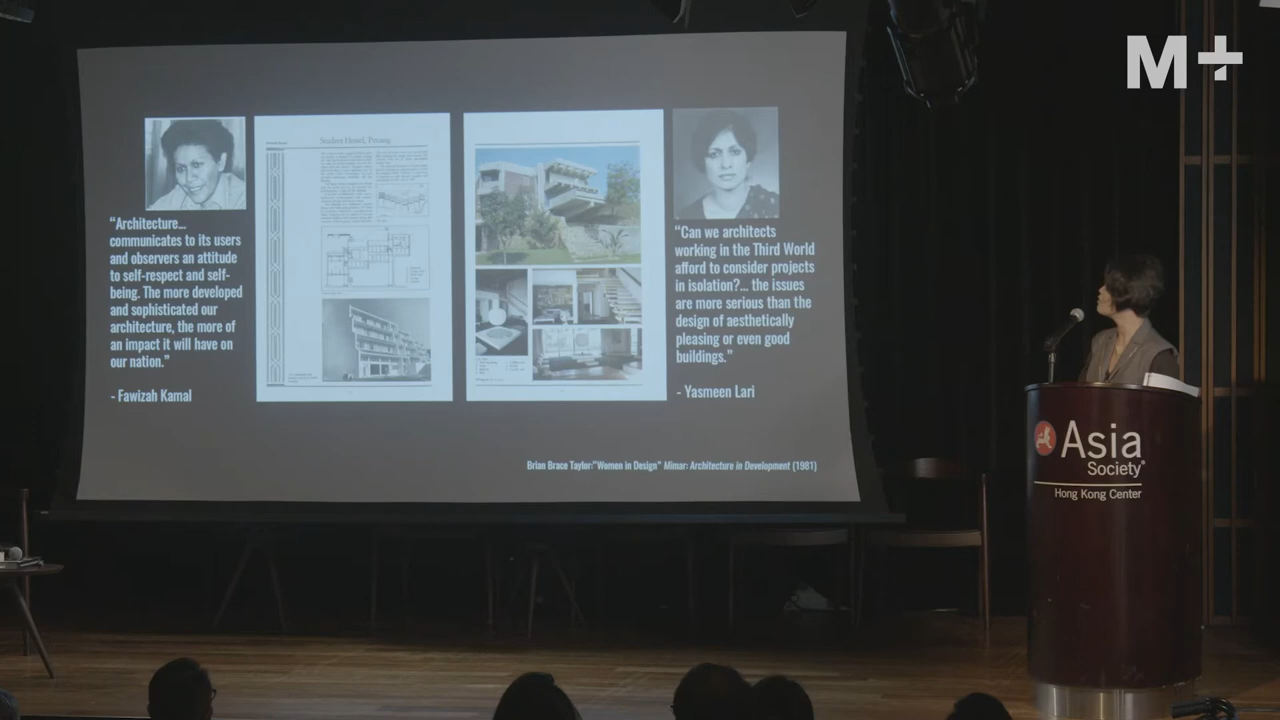 M+
Student Hostel, Penang
“Architecture...
communicates to its users
and observers an attitude
to self-respect and self-
being. The more developed
and sophisticated our
architecture, the more of
an impact it will have on
our nation.”
- Fawizah Kamal
“Can we architects
working in the Third World
afford to consider projects
in isolation?... the issues
are more serious than the
design of aesthetically
pleasing or even good
buildings.”
- Yasmeen Lari
Brian Brace Taylor:"Women in Design" Mimar: Architecture in Development (1981)
Asia
Society
Hong Kong Center